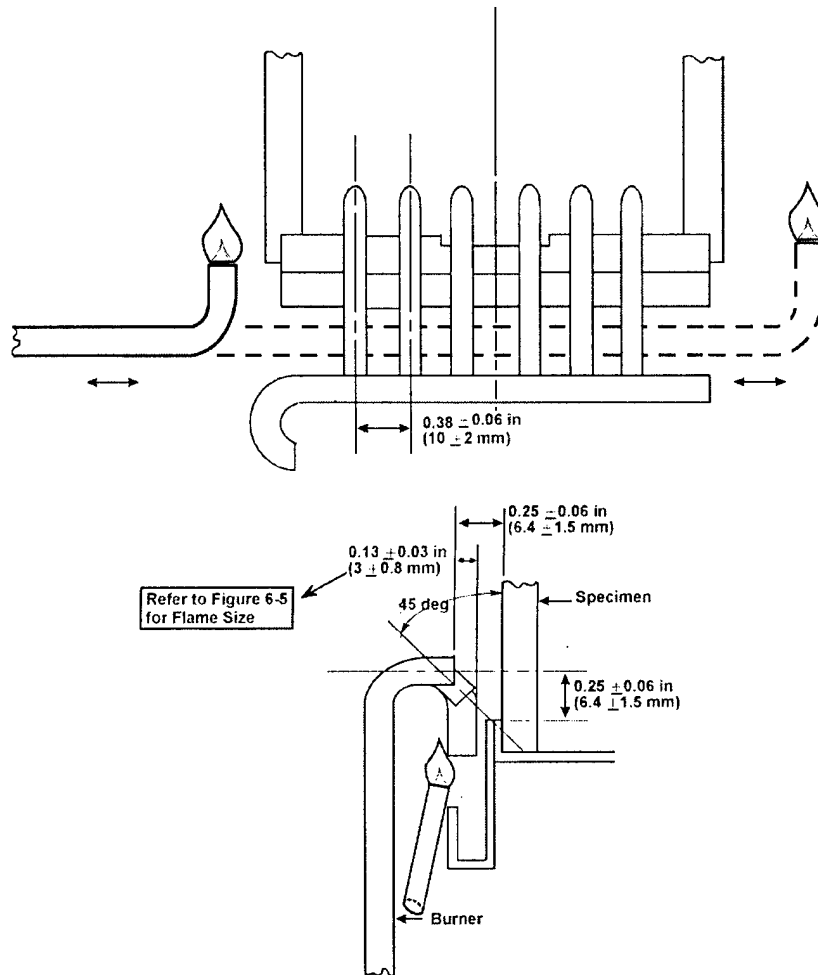 0.38 ± 0.06 in
(10 ± 2 mm)
0.25 ± 0.06 in
(6.4 ± 1.5 mm)
0.13 ± 0.03 in
(3 ± 0.8 mm)
Refer to Figure 6-5
for Flame Size
45 deg
Specimen
0.25 ± 0.06 in
(6.4 ± 1.5 mm)
Burner